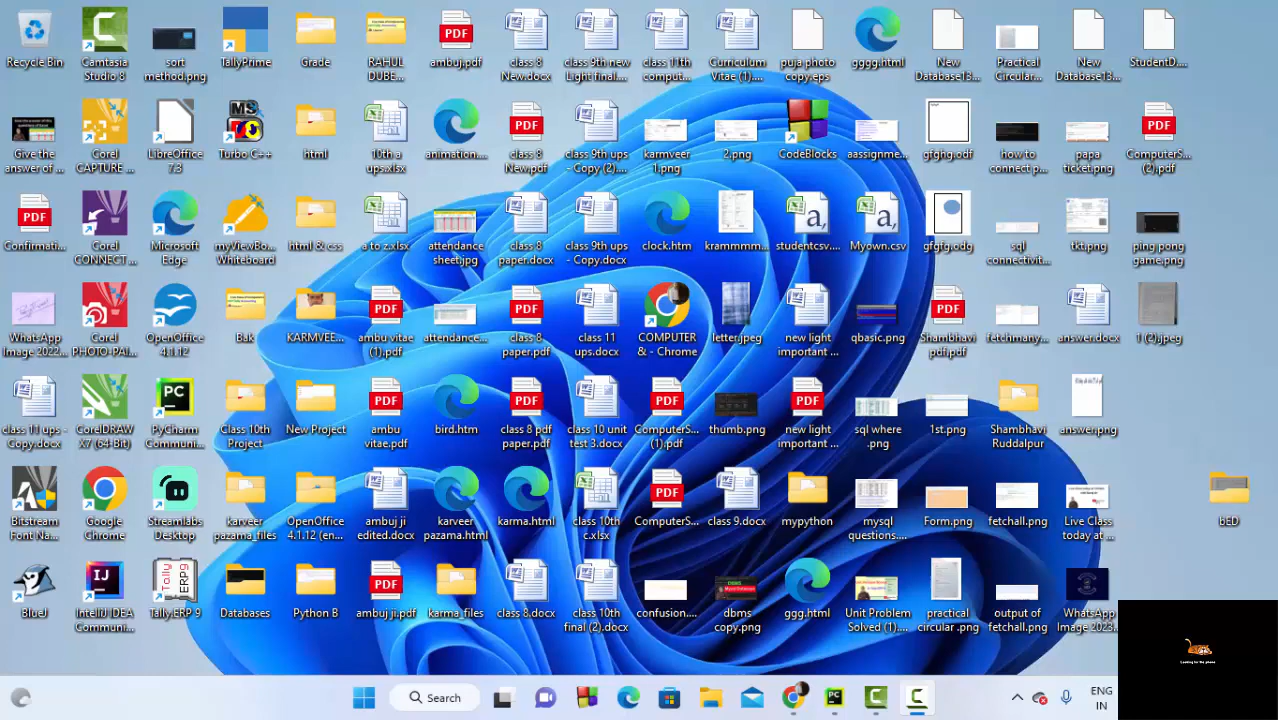 Recycle Bin
Camtasia
Studio 8
sort
method.png
TallyPrime
Grade
RAHUL
DUBE...
ambuj.pdf
class 8
New.docx
class 9th new
Light final....
class 11th
comput...
Curriculum
Vitae (1)....
puja photo
copy.eps
gggg.html
New
Database13...
Practical
Circular...
New
Database13...
StudentD....
Give the
answer of ...
Corel
CAPTURE ...
LibreOffice
7.3
Turbo C++
html
10th a
ups.xlsx
animation....
class 8
New.pdf
class 9th ups
- Copy (2)....
karmveer
1.png
2.png
CodeBlocks
aassignme...
gfghg.odf
how to
connect p...
papa
ticket.png
ComputerS...
(2).pdf
Confirmati...
Corel
CONNECT ...
Microsoft
Edge
myViewBo...
Whiteboard
html & css
a to z.xlsx
attendance
sheet.jpg
class 8
paper.docx
class 9th ups
- Copy.docx
clock.htm
krammmm...
studentcsv....
Myown.csv
gfgfg.odg
sql
connectivit...
tkt.png
ping pong
game.png
WhatsApp
Image 2022...
Corel
PHOTO-PAI...
OpenOffice
4.1.12
Bak
KARMVEE...
ambu vitae
(1).pdf
attendance...
class 8
paper.pdf
class 11
ups.docx
COMPUTER
& - Chrome
letter.jpeg
new light
important ...
qbasic.png
Shambhavi
pdf.pdf
fetchmany...
answer.docx
1 (2).jpeg
class 11 ups -
Copy.docx
CorelDRAW
X7 (64-Bit)
PyCharm
Communi...
Class 10th
Project
New Project
ambu
vitae.pdf
bird.htm
class 8 pdf
paper.pdf
class 10 unit
test 3.docx
ComputerS...
(1).pdf
thumb.png
new light
important ...
sql where
.png
1st.png
Shambhavi
Ruddalpur
answer.png
Bitstream
Font Na...
Google
Chrome
Streamlabs
Desktop
karveer
pazama_files
OpenOffice
4.1.12 (en...
ambuj ji
edited.docx
karveer
pazama.html
karma.html
class 10th
c.xlsx
ComputerS...
class 9.docx
mypython
mysql
questions....
Form.png
fetchall.png
Live Class
today at ...
bED
BlueJ
IntelliJ IDEA
Communi...
Tally.ERP 9
Databases
Python B
ambuj ji.pdf
karma_files
class 8.docx
class 10th
final (2).docx
confusion....
dbms
copy.png
ggg.html
Unit Problem
Solved (1)....
practical
circular .png
output of
fetchall.png
WhatsApp
Image 2023...
Looking for the phone
Search
ENG
IN